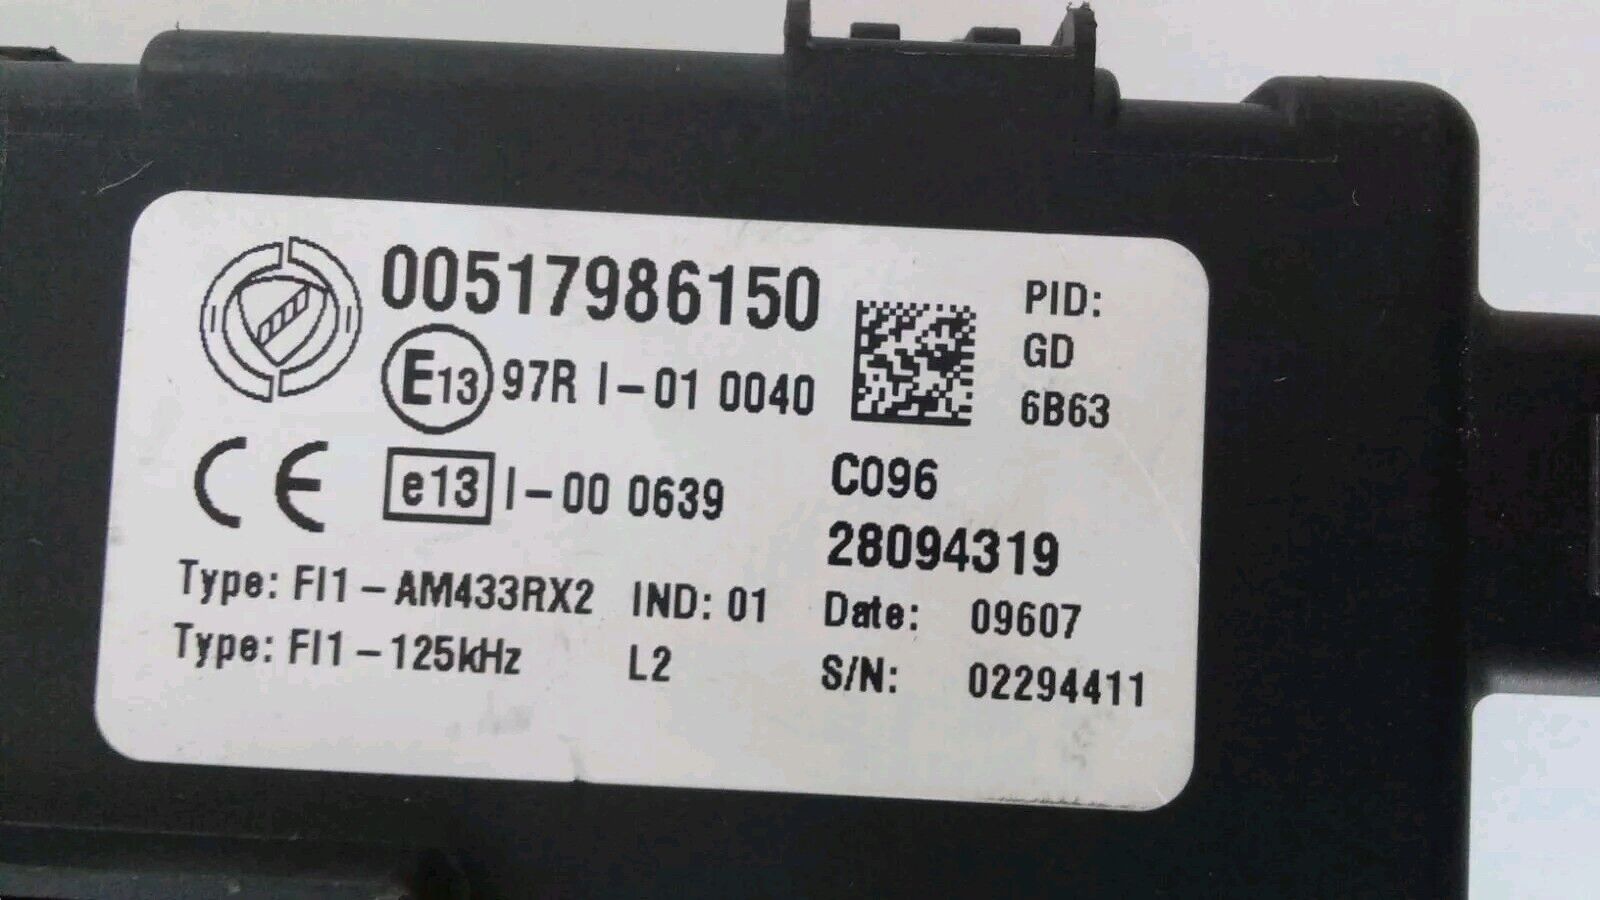 00517986150
PID:
GD
6B63
E13 97R I-01 0040
CE e13 I-00 0639
C096
28094319
Type: FI1-AM433RX2 IND: 01
Date: 09607
Type: FI1-125kHz L2
S/N: 02294411